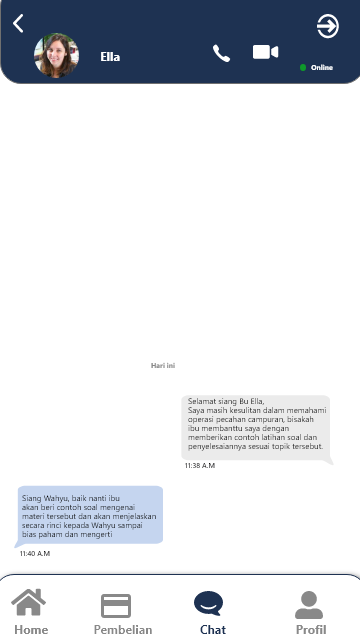 Ella
Online
Hari ini
Selamat siang Bu Ella,
Saya masih kesulitan dalam memahami
operasi pecahan campuran, bisakah
ibu membanttu saya dengan
memberikan contoh latihan soal dan
penyelesaiannya sesuai topik tersebut.
11:38 A.M
Siang Wahyu, baik nanti ibu
akan beri contoh soal mengenai
materi tersebut dan akan menjelaskan
secara rinci kepada Wahyu sampai
bias paham dan mengerti
11:40 A.M
Home
Pembelian
Chat
Profil